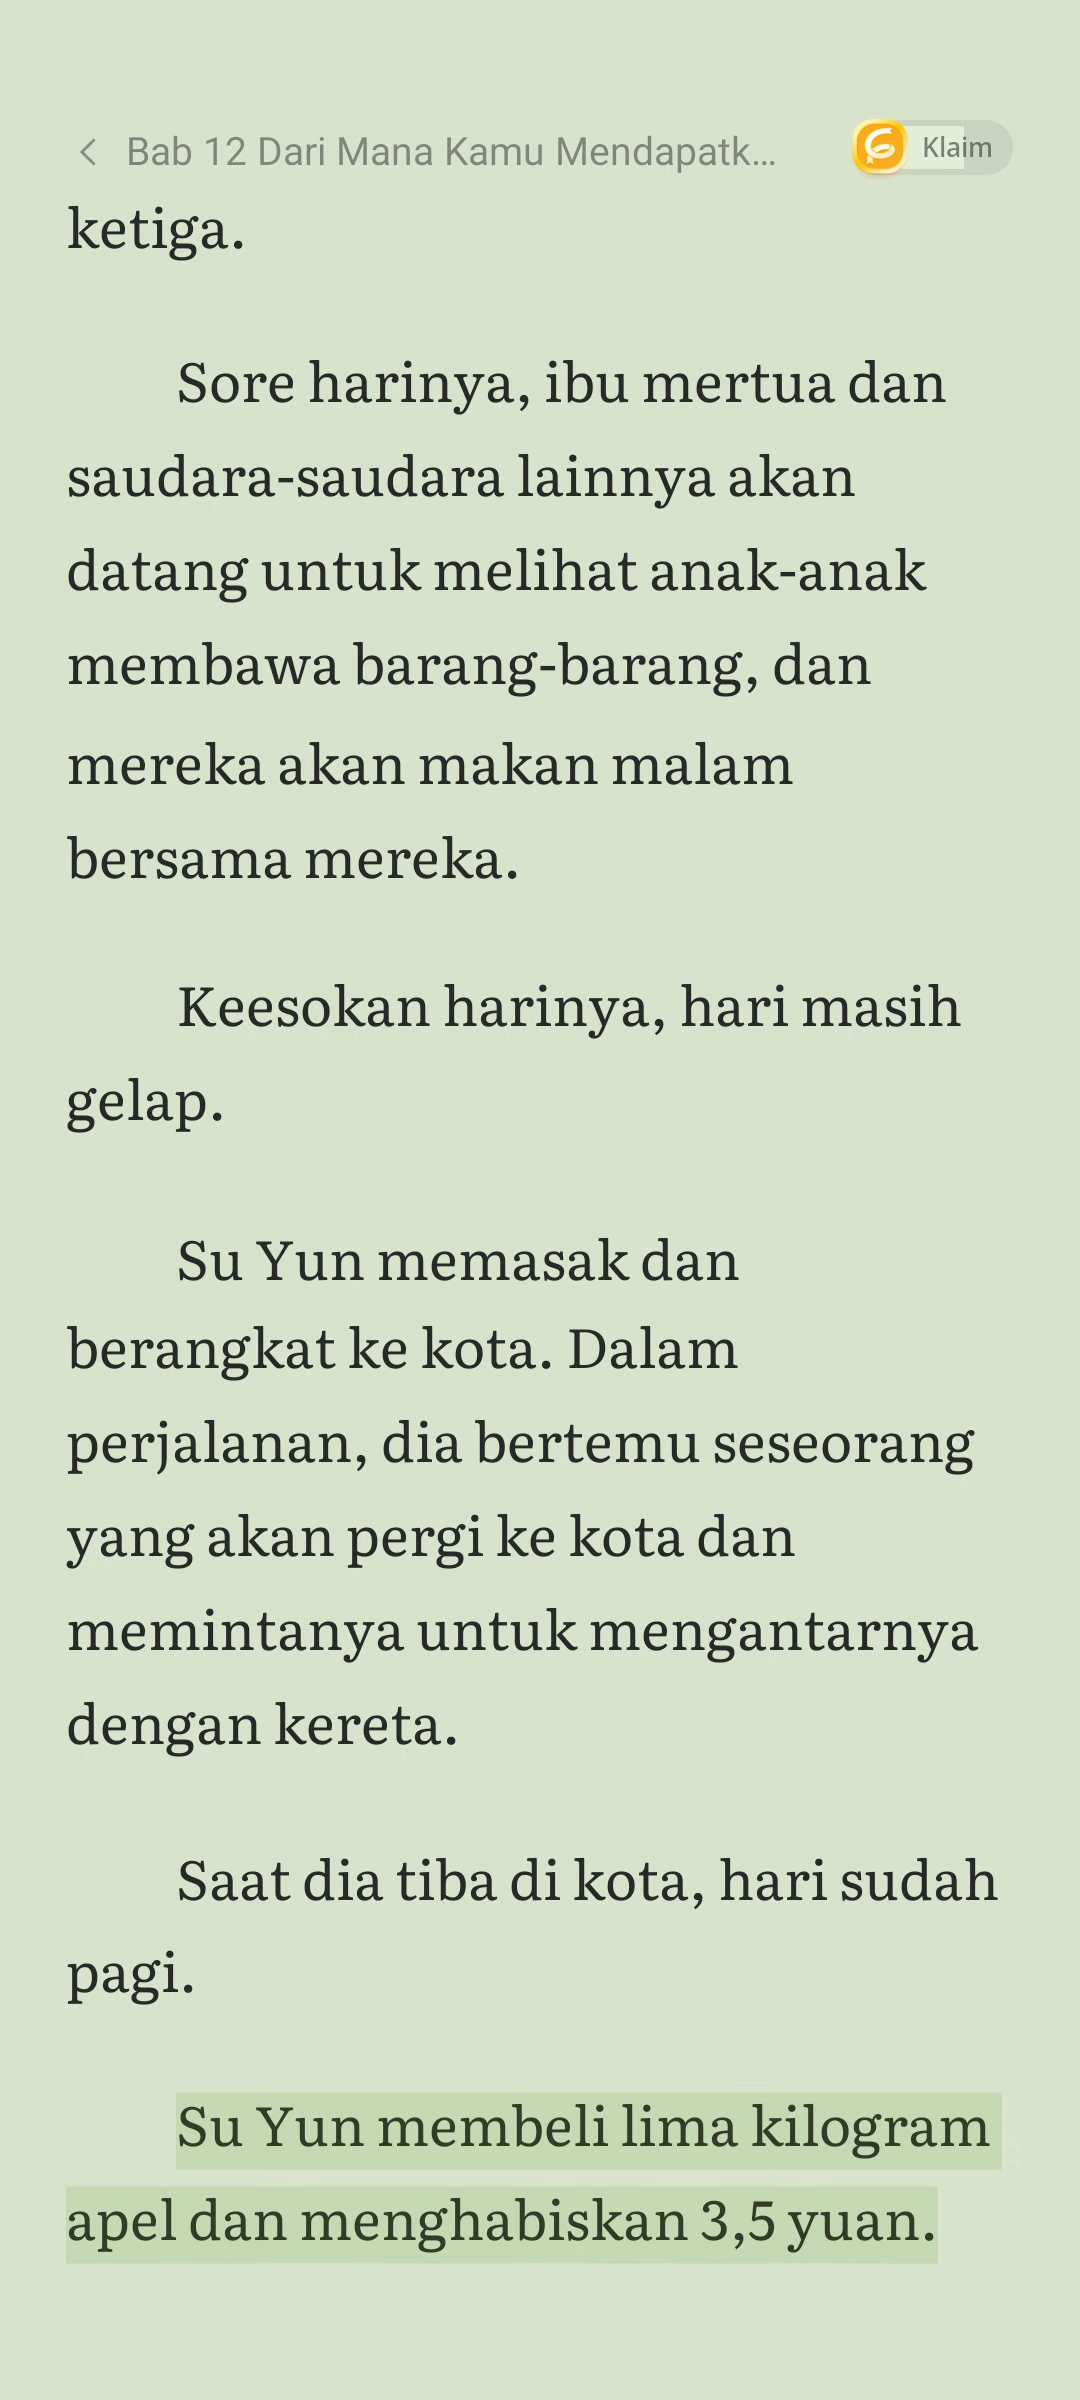 Bab 12 Dari Mana Kamu Mendapatk...
Klaim
ketiga.
Sore harinya, ibu mertua dan
saudara-saudara lainnya akan
datang untuk melihat anak-anak
membawa barang-barang, dan
mereka akan makan malam
bersama mereka.
Keesokan harinya, hari masih
gelap.
Su Yun memasak dan
berangkat ke kota. Dalam
perjalanan, dia bertemu seseorang
yang akan pergi ke kota dan
memintanya untuk mengantarnya
dengan kereta.
Saat dia tiba di kota, hari sudah
pagi.
Su Yun membeli lima kilogram
apel dan menghabiskan 3,5 yuan.